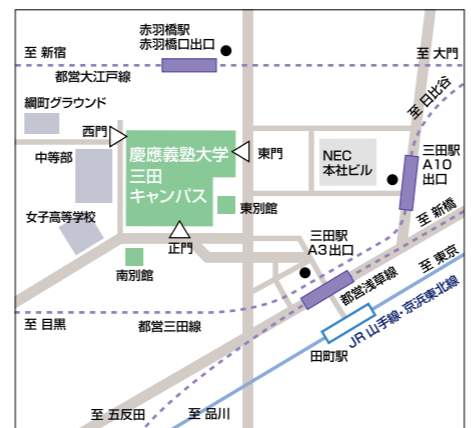 赤羽橋駅
赤羽橋口出口
至 新宿
至 大門
都営大江戸線
至 日比谷
綱町グラウンド
西門
中等部
慶應義塾大学
三田
キャンパス
東門
NEC
本社ビル
三田駅
A10
出口
東別館
女子高等学校
正門
三田駅
A3 出口
至 新橋
南別館
都営浅草線
至 東京
至 目黒
都営三田線
田町駅
JR 山手線・京浜東北線
至 五反田
至 品川